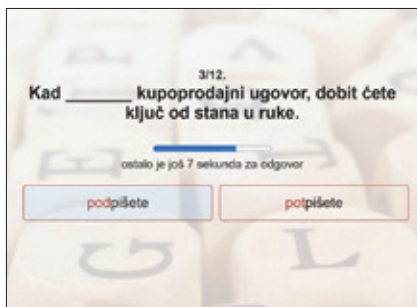 3/12.
Kad _______ kupoprodajni ugovor, dobit ćete
ključ od stana u ruke.
ostalo je još 7 sekunda za odgovor
podpišete
potpišete